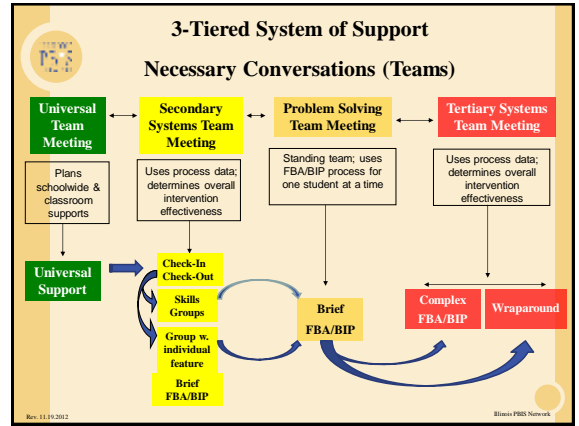 3-Tiered System of Support
Necessary Conversations (Teams)
PBIS
Universal
Team
Meeting
Secondary
Systems Team
Meeting
Problem Solving
Team Meeting
Tertiary Systems
Team Meeting
Plans
schoolwide &
classroom
supports
Uses process data;
determines overall
intervention
effectiveness
Standing team; uses
FBA/BIP process for
one student at a time
Uses process data;
determines overall
intervention
effectiveness
Universal
Support
Check-In
Check-Out
Skills
Groups
Group w.
individual
feature
Brief
FBA/BIP
Brief
FBA/BIP
Complex
FBA/BIP
Wraparound
Rev. 11.19.2012
Illinois PBIS Network